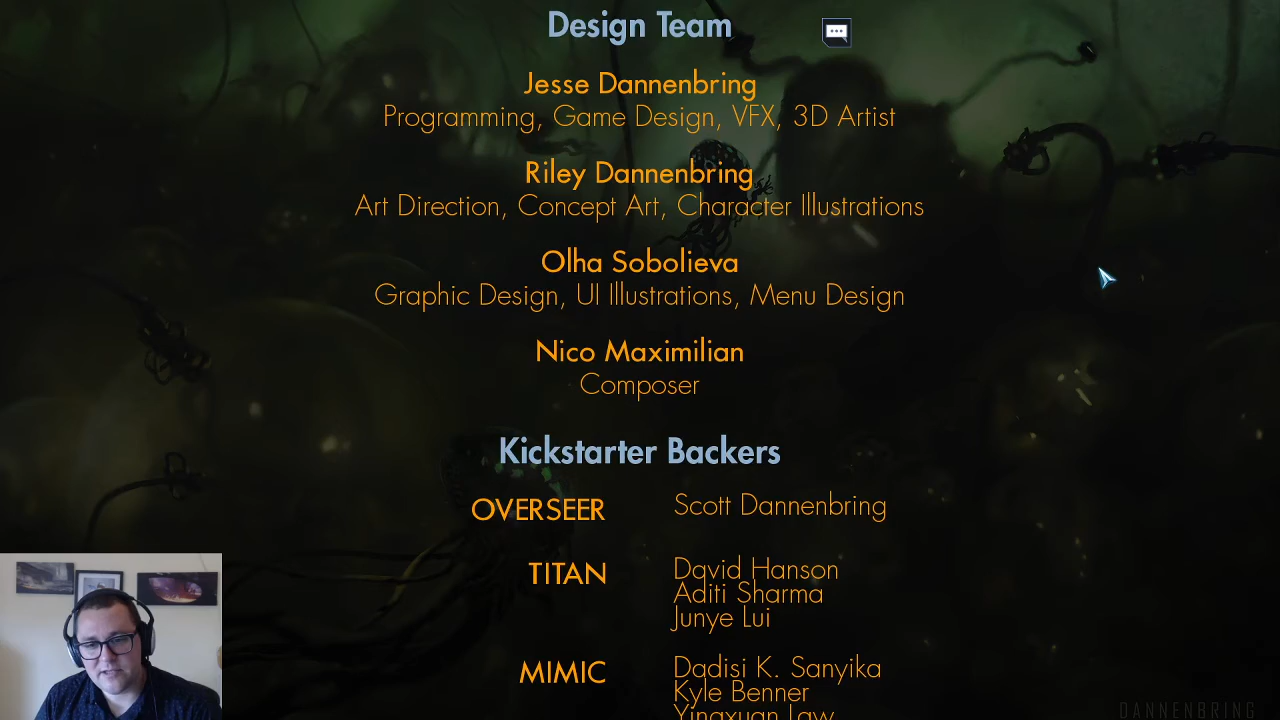 Design Team
Jesse Dannenbring
Programming, Game Design, VFX, 3D Artist
Riley Dannenbring
Art Direction, Concept Art, Character Illustrations
Olha Sobolieva
Graphic Design, UI Illustrations, Menu Design
Nico Maximilian
Composer
Kickstarter Backers
OVERSEER
Scott Dannenbring
TITAN
David Hanson
Aditi Sharma
Junye Lui
MIMIC
Dadisi K. Sanyika
Kyle Benner
Yingxuan Law
DANNENBRING